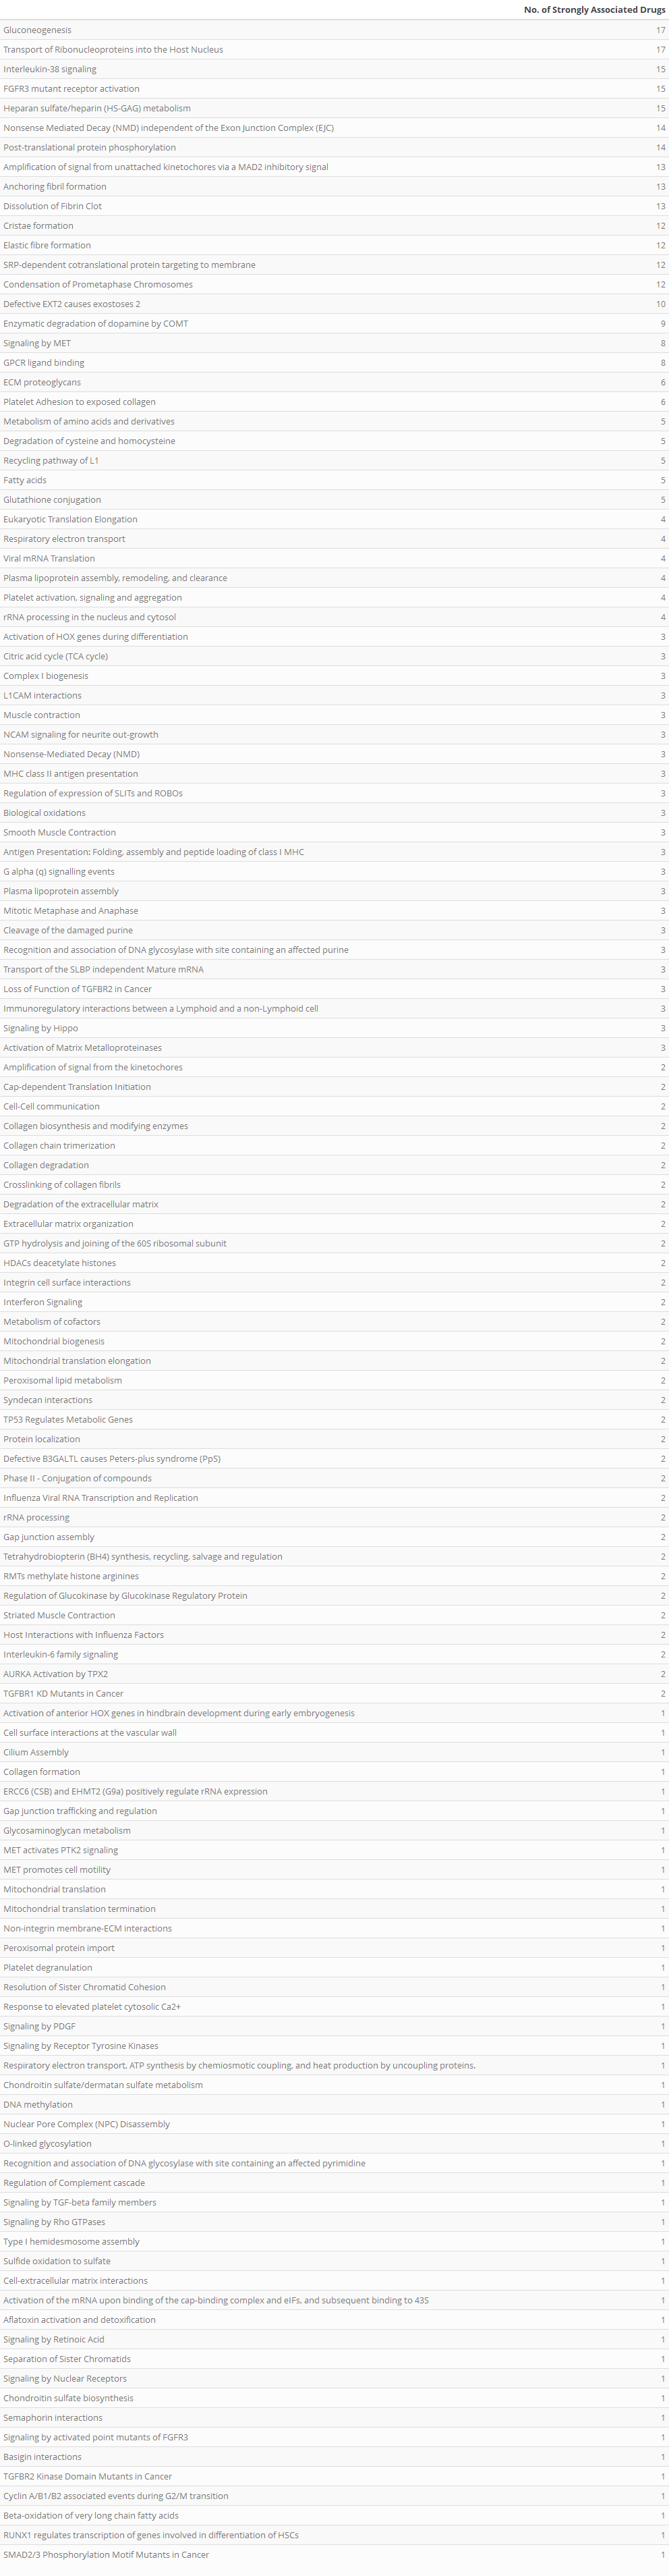 No. of Strongly Associated Drugs
Gluconeogenesis 17
Transport of Ribonucleoproteins into the Host Nucleus 17
Interleukin-38 signaling 15
FGFR3 mutant receptor activation 15
Heparan sulfate/heparin (HS-GAG) metabolism 15
Nonsense Mediated Decay (NMD) independent of the Exon Junction Complex (EJC) 14
Post-translational protein phosphorylation 14
Amplification of signal from unattached kinetochores via a MAD2 inhibitory signal 13
Anchoring fibril formation 13
Dissolution of Fibrin Clot 13
Cristae formation 12
Elastic fibre formation 12
SRP-dependent cotranslational protein targeting to membrane 12
Condensation of Prometaphase Chromosomes 12
Defective EXT2 causes exostoses 2 10
Enzymatic degradation of dopamine by COMT 9
Signaling by MET 8
GPCR ligand binding 8
ECM proteoglycans 6
Platelet Adhesion to exposed collagen 6
Metabolism of amino acids and derivatives 5
Degradation of cysteine and homocysteine 5
Recycling pathway of L1 5
Fatty acids 5
Glutathione conjugation 5
Eukaryotic Translation Elongation 4
Respiratory electron transport 4
Viral mRNA Translation 4
Plasma lipoprotein assembly, remodeling, and clearance 4
Platelet activation, signaling and aggregation 4
rRNA processing in the nucleus and cytosol 4
Activation of HOX genes during differentiation 3
Citric acid cycle (TCA cycle) 3
Complex I biogenesis 3
L1CAM interactions 3
Muscle contraction 3
NCAM signaling for neurite out-growth 3
Nonsense-Mediated Decay (NMD) 3
MHC class II antigen presentation 3
Regulation of expression of SLITs and ROBOs 3
Biological oxidations 3
Smooth Muscle Contraction 3
Antigen Presentation: Folding, assembly and peptide loading of class I MHC 3
G alpha (q) signalling events 3
Plasma lipoprotein assembly 3
Mitotic Metaphase and Anaphase 3
Cleavage of the damaged purine 3
Recognition and association of DNA glycosylase with site containing an affected purine 3
Transport of the SLBP independent Mature mRNA 3
Loss of Function of TGFBR2 in Cancer 3
Immunoregulatory interactions between a Lymphoid and a non-Lymphoid cell 3
Signaling by Hippo 3
Activation of Matrix Metalloproteinases 3
Amplification of signal from the kinetochores 2
Cap-dependent Translation Initiation 2
Cell-Cell communication 2
Collagen biosynthesis and modifying enzymes 2
Collagen chain trimerization 2
Collagen degradation 2
Crosslinking of collagen fibrils 2
Degradation of the extracellular matrix 2
Extracellular matrix organization 2
GTP hydrolysis and joining of the 60S ribosomal subunit 2
HDACs deacetylate histones 2
Integrin cell surface interactions 2
Interferon Signaling 2
Metabolism of cofactors 2
Mitochondrial biogenesis 2
Mitochondrial translation elongation 2
Peroxisomal lipid metabolism 2
Syndecan interactions 2
TP53 Regulates Metabolic Genes 2
Protein localization 2
Defective B3GALTL causes Peters-plus syndrome (PpS) 2
Phase II - Conjugation of compounds 2
Influenza Viral RNA Transcription and Replication 2
rRNA processing 2
Gap junction assembly 2
Tetrahydrobiopterin (BH4) synthesis, recycling, salvage and regulation 2
RMTs methylate histone arginines 2
Regulation of Glucokinase by Glucokinase Regulatory Protein 2
Striated Muscle Contraction 2
Host Interactions with Influenza Factors 2
Interleukin-6 family signaling 2
AURKA Activation by TPX2 2
TGFBR1 KD Mutants in Cancer 2
Activation of anterior HOX genes in hindbrain development during early embryogenesis 1
Cell surface interactions at the vascular wall 1
Cilium Assembly 1
Collagen formation 1
ERCC6 (CSB) and EHMT2 (G9a) positively regulate rRNA expression 1
Gap junction trafficking and regulation 1
Glycosaminoglycan metabolism 1
MET activates PTK2 signaling 1
MET promotes cell motility 1
Mitochondrial translation 1
Mitochondrial translation termination 1
Non-integrin membrane-ECM interactions 1
Peroxisomal protein import 1
Platelet degranulation 1
Resolution of Sister Chromatid Cohesion 1
Response to elevated platelet cytosolic Ca2+ 1
Signaling by PDGF 1
Signaling by Receptor Tyrosine Kinases 1
Respiratory electron transport, ATP synthesis by chemiosmotic coupling, and heat production by uncoupling proteins. 1
Chondroitin sulfate/dermatan sulfate metabolism 1
DNA methylation 1
Nuclear Pore Complex (NPC) Disassembly 1
O-linked glycosylation 1
Recognition and association of DNA glycosylase with site containing an affected pyrimidine 1
Regulation of Complement cascade 1
Signaling by TGF-beta family members 1
Signaling by Rho GTPases 1
Type I hemidesmosome assembly 1
Sulfide oxidation to sulfate 1
Cell-extracellular matrix interactions 1
Activation of the mRNA upon binding of the cap-binding complex and eIFs, and subsequent binding to 43S 1
Aflatoxin activation and detoxification 1
Signaling by Retinoic Acid 1
Separation of Sister Chromatids 1
Signaling by Nuclear Receptors 1
Chondroitin sulfate biosynthesis 1
Semaphorin interactions 1
Signaling by activated point mutants of FGFR3 1
Basigin interactions 1
TGFBR2 Kinase Domain Mutants in Cancer 1
Cyclin A/B1/B2 associated events during G2/M transition 1
Beta-oxidation of very long chain fatty acids 1
RUNX1 regulates transcription of genes involved in differentiation of HSCs 1
SMAD2/3 Phosphorylation Motif Mutants in Cancer 1